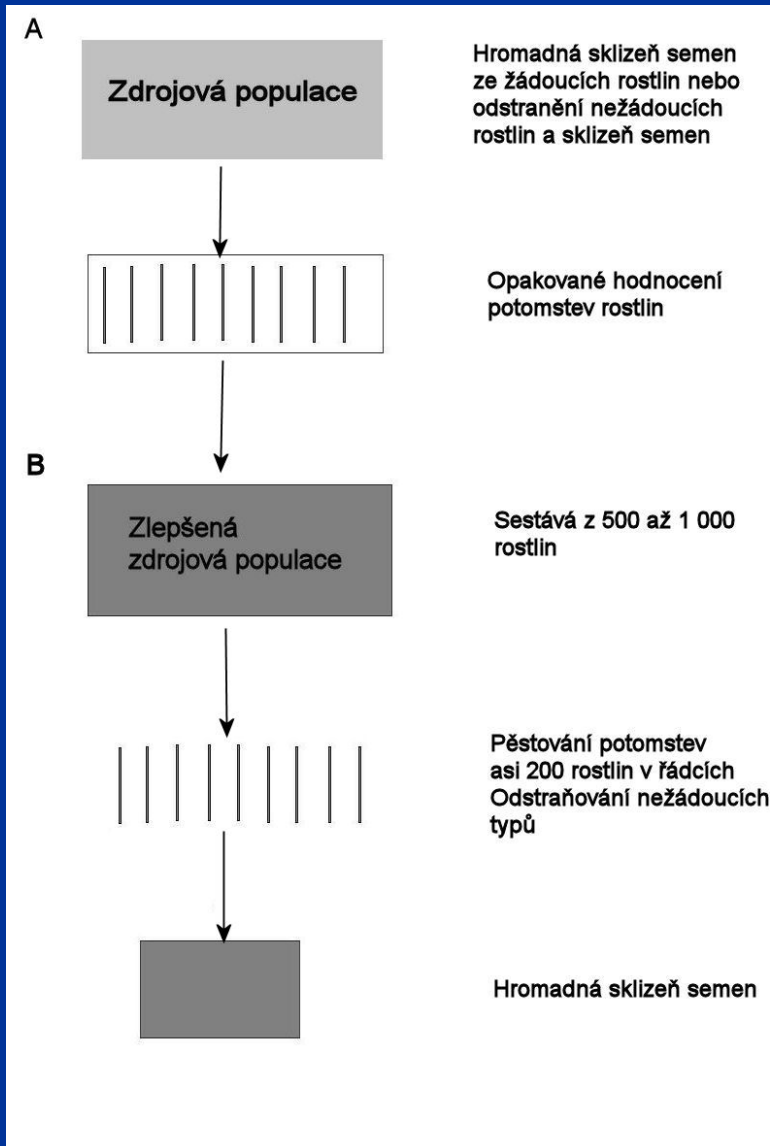 A
Zdrojová populace
Hromadná sklizeň semen
ze žádoucích rostlin nebo
odstranění nežádoucích
rostlin a sklizeň semen
Opakované hodnocení
potomstev rostlin
B
Zlepšená
zdrojová populace
Sestává z 500 až 1 000
rostlin
Pěstování potomstev
asi 200 rostlin v řádcích
Odstraňování nežádoucích
typů
Hromadná sklizeň semen